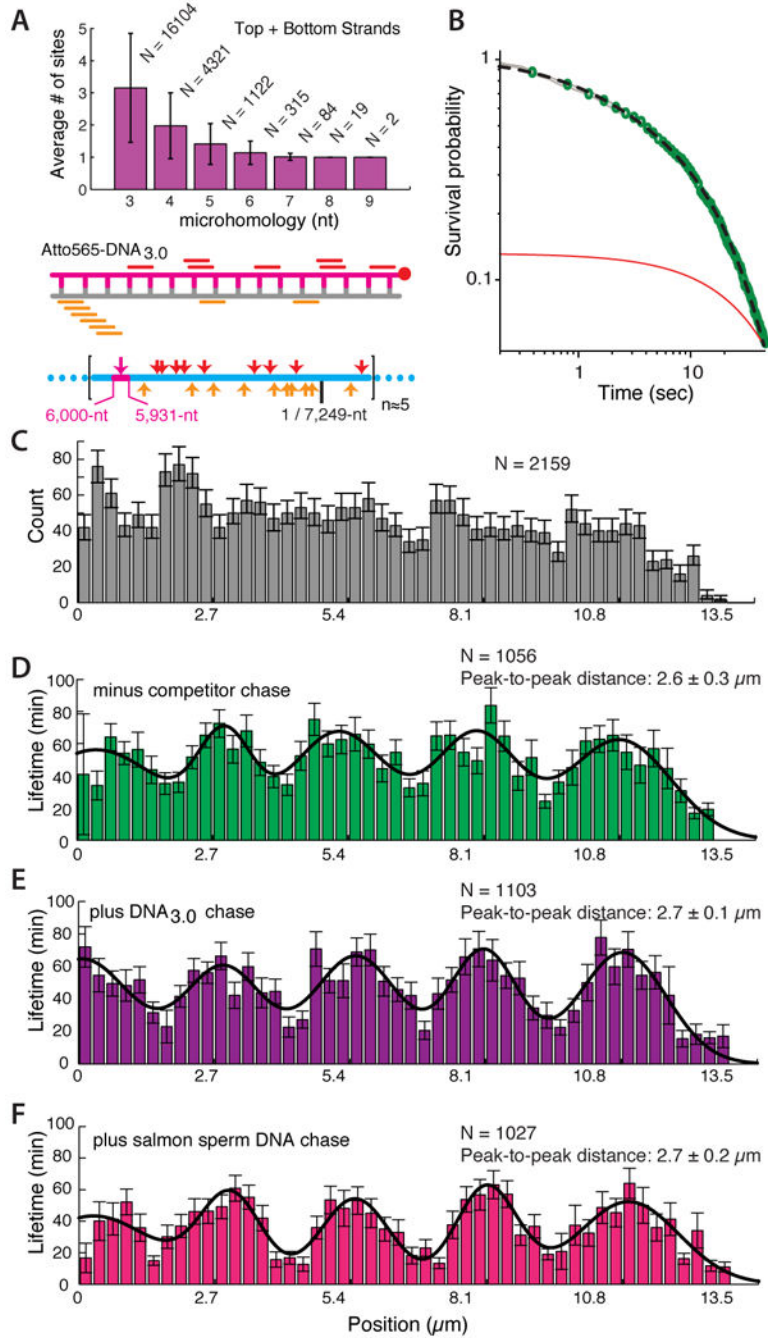 A
Top + Bottom Strands
Average # of sites
5
4
3
2
1
0
N = 16104
N = 4321
N = 1122
N = 315
N = 84
N = 19
N = 2
3 4 5 6 7 8 9
microhomology (nt)
Atto565-DNA3.0
6,000-nt
5,931-nt
1 / 7,249-nt
n≈5
B
Survival probability
1
0.1
1 10
Time (sec)
C
N = 2159
Count
80
60
40
20
0
0 2.7 5.4 8.1 10.8 13.5
D
minus competitor chase
N = 1056
Peak-to-peak distance: 2.6 ± 0.3 µm
Lifetime (min)
100
80
60
40
20
0
0 2.7 5.4 8.1 10.8 13.5
E
plus DNA3.0 chase
N = 1103
Peak-to-peak distance: 2.7 ± 0.1 µm
Lifetime (min)
100
80
60
40
20
0
0 2.7 5.4 8.1 10.8 13.5
F
plus salmon sperm DNA chase
N = 1027
Peak-to-peak distance: 2.7 ± 0.2 µm
Lifetime (min)
100
80
60
40
20
0
0 2.7 5.4 8.1 10.8 13.5
Position (µm)